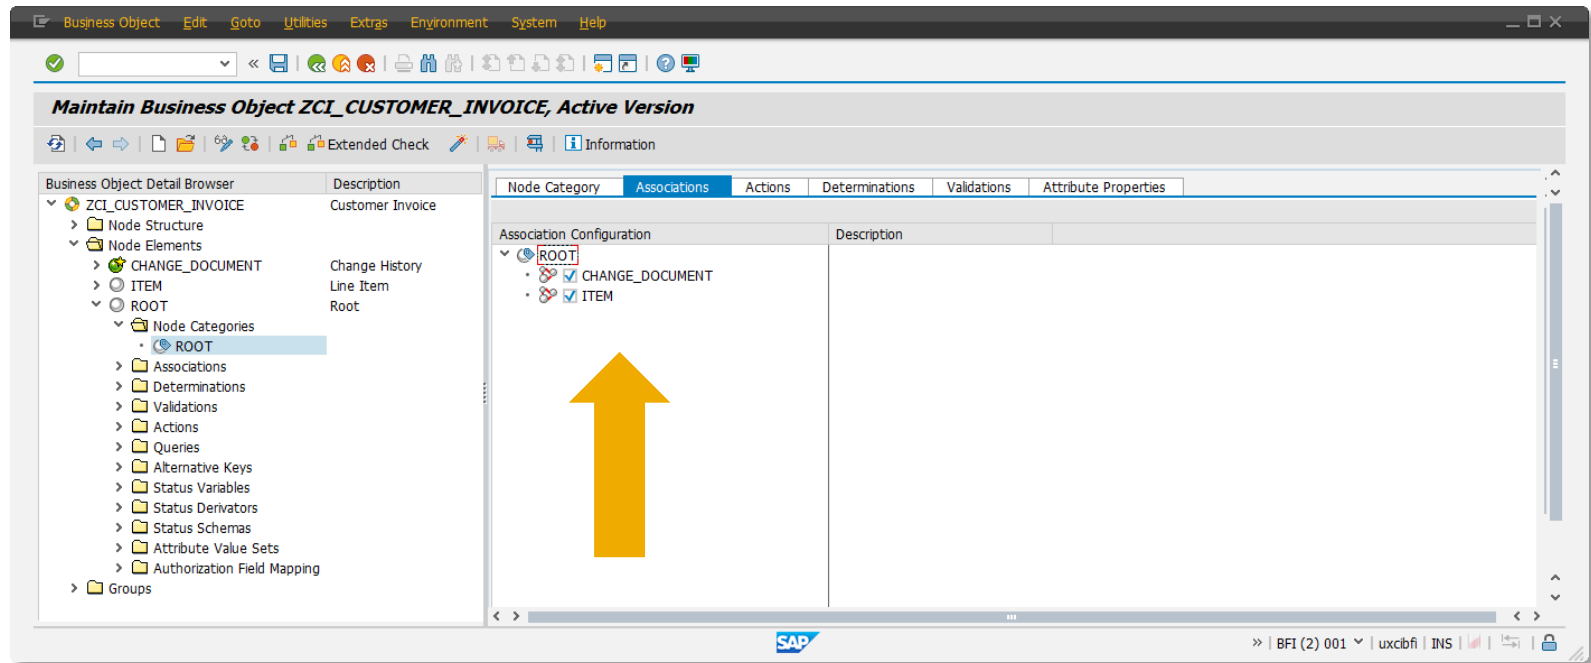 Business Object Edit Goto Utilities Extras Environment System Help
Maintain Business Object ZCI_CUSTOMER_INVOICE, Active Version
Extended Check Information
Business Object Detail Browser Description
ZCI_CUSTOMER_INVOICE Customer Invoice
Node Structure
Node Elements
CHANGE_DOCUMENT Change History
ITEM Line Item
ROOT Root
Node Categories
ROOT
Associations
Determinations
Validations
Actions
Queries
Alternative Keys
Status Variables
Status Derivators
Status Schemas
Attribute Value Sets
Authorization Field Mapping
Groups
Node Category Associations Actions Determinations Validations Attribute Properties
Association Configuration Description
ROOT
CHANGE_DOCUMENT
ITEM
SAP
BFI (2) 001 uxcibfi INS